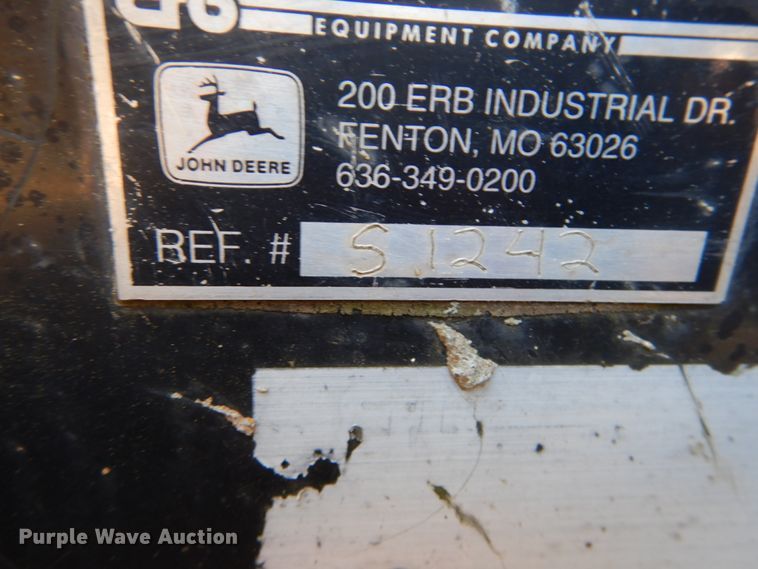 EQUIPMENT COMPANY
200 ERB INDUSTRIAL DR.
FENTON, MO 63026
636-349-0200
JOHN DEERE
REF. # S 1242
Purple Wave Auction